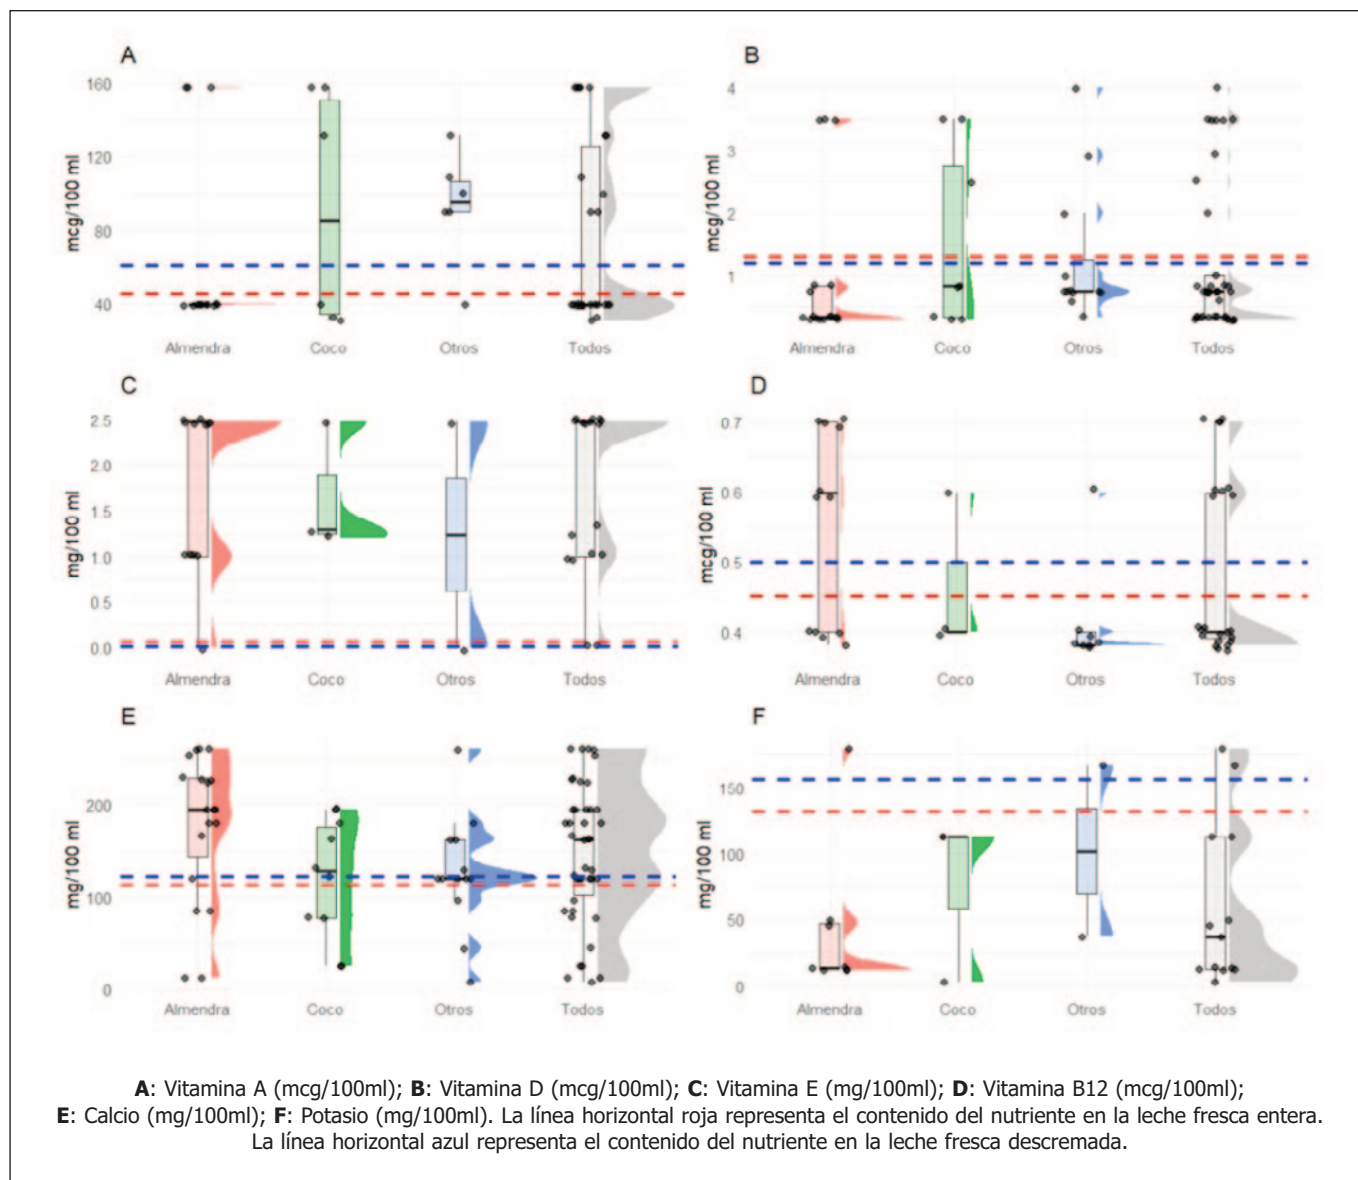 A
160
120
80
40
mcg/100 ml
Almendra
Coco
Otros
Todos
B
4
3
2
1
mcg/100 ml
Almendra
Coco
Otros
Todos
C
2.5
2.0
1.5
1.0
0.5
0.0
mg/100 ml
Almendra
Coco
Otros
Todos
D
0.7
0.6
0.5
0.4
mcg/100 ml
Almendra
Coco
Otros
Todos
E
200
100
0
mg/100 ml
Almendra
Coco
Otros
Todos
F
150
100
50
0
mg/100 ml
Almendra
Coco
Otros
Todos
A: Vitamina A (mcg/100ml); B: Vitamina D (mcg/100ml); C: Vitamina E (mg/100ml); D: Vitamina B12 (mcg/100ml);
E: Calcio (mg/100ml); F: Potasio (mg/100ml). La línea horizontal roja representa el contenido del nutriente en la leche fresca entera.
La línea horizontal azul representa el contenido del nutriente en la leche fresca descremada.